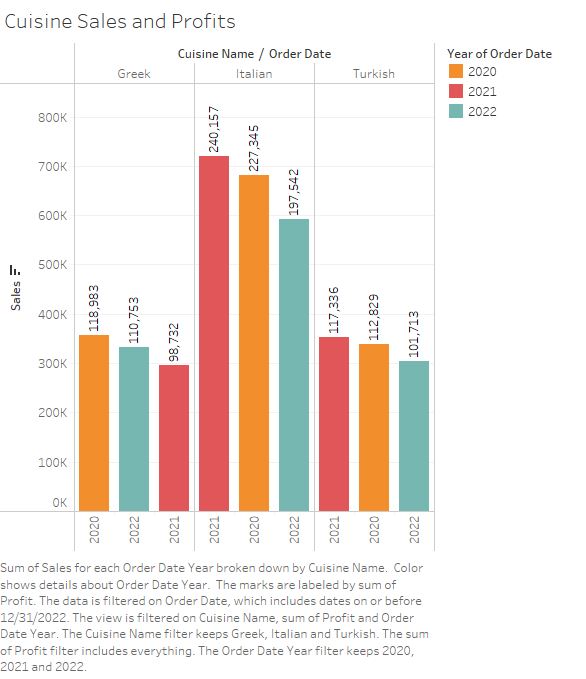 Cuisine Sales and Profits
Cuisine Name / Order Date
Greek Italian Turkish
Year of Order Date
2020
2021
2022
Sales
800K
700K
600K
500K
400K
300K
200K
100K
0K
118,983
110,753
98,732
240,157
227,345
197,542
117,336
112,829
101,713
2020 2022 2021 2021 2020 2022 2021 2020 2022
Sum of Sales for each Order Date Year broken down by Cuisine Name.  Color
shows details about Order Date Year.  The marks are labeled by sum of
Profit. The data is filtered on Order Date, which includes dates on or before
12/31/2022. The view is filtered on Cuisine Name, sum of Profit and Order
Date Year. The Cuisine Name filter keeps Greek, Italian and Turkish. The sum
of Profit filter includes everything. The Order Date Year filter keeps 2020,
2021 and 2022.